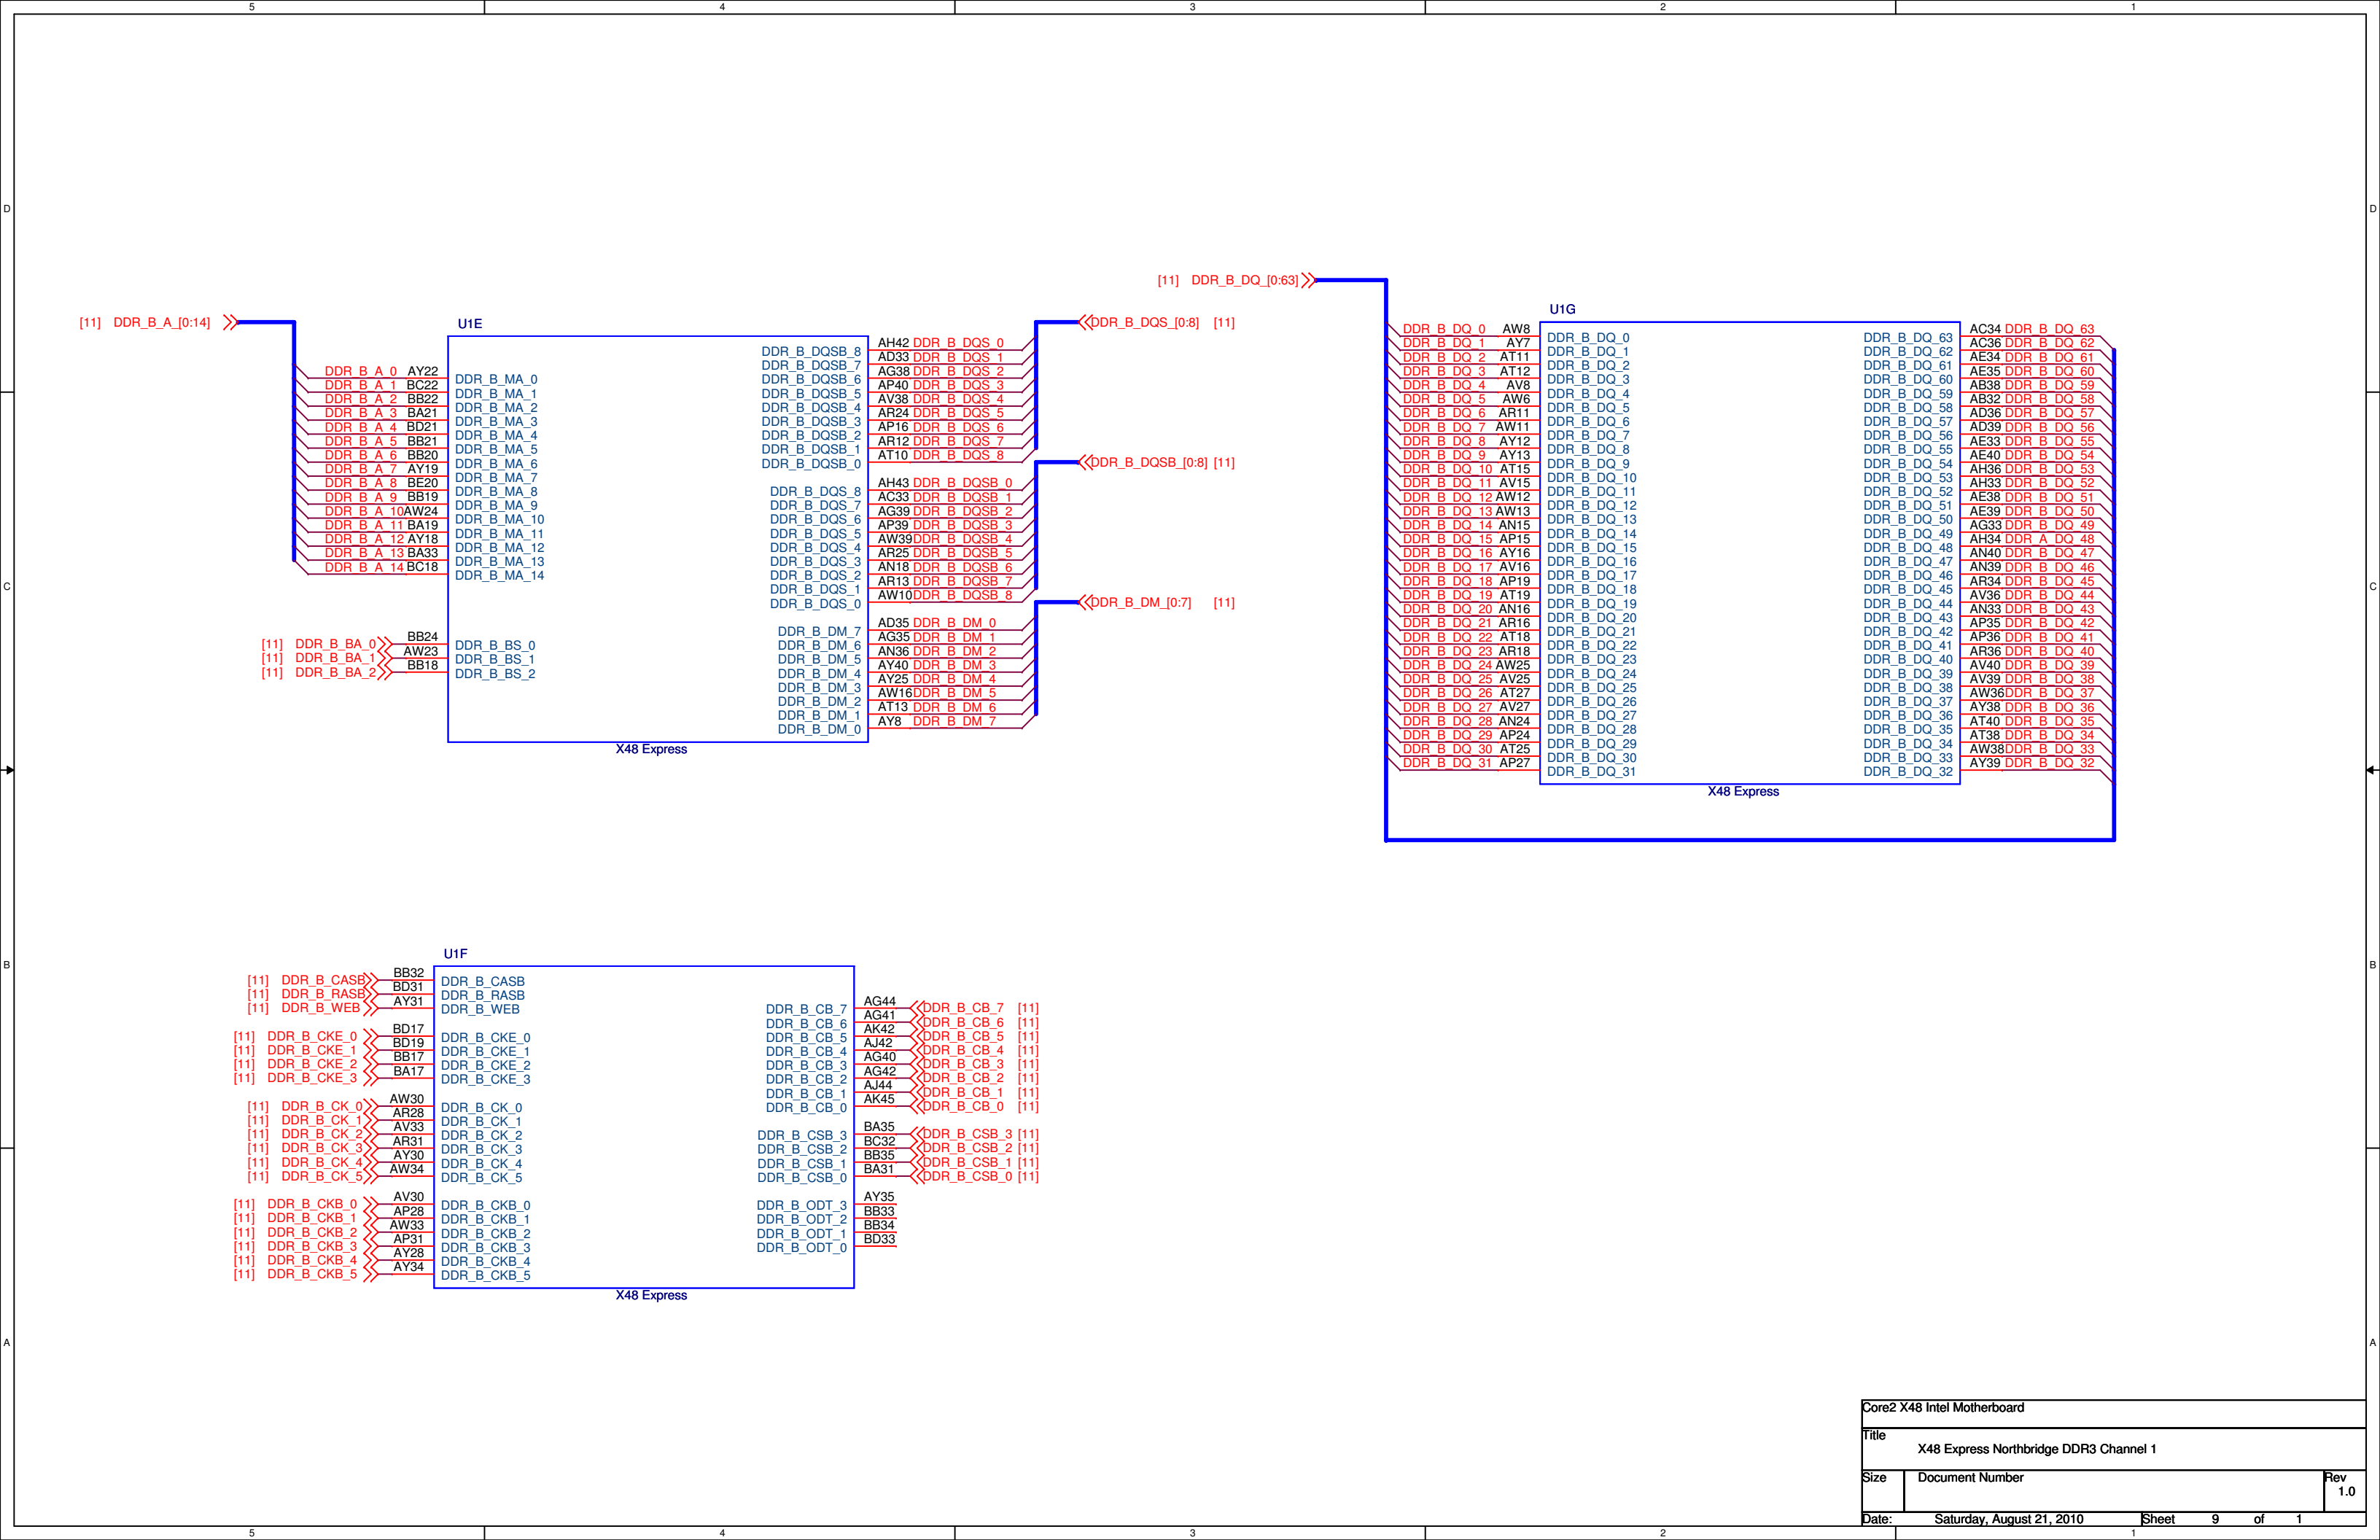 5 4 3 2 1
D D
C C
B B
A A
[11] DDR_B_A_[0:14]
U1E
DDR_B_A_0 AY22 DDR_B_MA_0
DDR_B_A_1 BC22 DDR_B_MA_1
DDR_B_A_2 BB22 DDR_B_MA_2
DDR_B_A_3 BA21 DDR_B_MA_3
DDR_B_A_4 BD21 DDR_B_MA_4
DDR_B_A_5 BB21 DDR_B_MA_5
DDR_B_A_6 BB20 DDR_B_MA_6
DDR_B_A_7 AY19 DDR_B_MA_7
DDR_B_A_8 BE20 DDR_B_MA_8
DDR_B_A_9 BB19 DDR_B_MA_9
DDR_B_A_10 AW24 DDR_B_MA_10
DDR_B_A_11 BA19 DDR_B_MA_11
DDR_B_A_12 AY18 DDR_B_MA_12
DDR_B_A_13 BA33 DDR_B_MA_13
DDR_B_A_14 BC18 DDR_B_MA_14
[11] DDR_B_BA_0 BB24 DDR_B_BS_0
[11] DDR_B_BA_1 AW23 DDR_B_BS_1
[11] DDR_B_BA_2 BB18 DDR_B_BS_2
DDR_B_DQS_[0:8] [11]
DDR_B_DQSB_8 AH42 DDR_B_DQS_0
DDR_B_DQSB_7 AD33 DDR_B_DQS_1
DDR_B_DQSB_6 AG38 DDR_B_DQS_2
DDR_B_DQSB_5 AP40 DDR_B_DQS_3
DDR_B_DQSB_4 AV38 DDR_B_DQS_4
DDR_B_DQSB_3 AR24 DDR_B_DQS_5
DDR_B_DQSB_2 AP16 DDR_B_DQS_6
DDR_B_DQSB_1 AR12 DDR_B_DQS_7
DDR_B_DQSB_0 AT10 DDR_B_DQS_8
DDR_B_DQSB_[0:8] [11]
DDR_B_DQS_8 AH43 DDR_B_DQSB_0
DDR_B_DQS_7 AC33 DDR_B_DQSB_1
DDR_B_DQS_6 AG39 DDR_B_DQSB_2
DDR_B_DQS_5 AP39 DDR_B_DQSB_3
DDR_B_DQS_4 AW39 DDR_B_DQSB_4
DDR_B_DQS_3 AR25 DDR_B_DQSB_5
DDR_B_DQS_2 AN18 DDR_B_DQSB_6
DDR_B_DQS_1 AR13 DDR_B_DQSB_7
DDR_B_DQS_0 AW10 DDR_B_DQSB_8
DDR_B_DM_[0:7] [11]
DDR_B_DM_7 AD35 DDR_B_DM_0
DDR_B_DM_6 AG35 DDR_B_DM_1
DDR_B_DM_5 AN36 DDR_B_DM_2
DDR_B_DM_4 AY40 DDR_B_DM_3
DDR_B_DM_3 AY25 DDR_B_DM_4
DDR_B_DM_2 AW16 DDR_B_DM_5
DDR_B_DM_1 AT13 DDR_B_DM_6
DDR_B_DM_0 AY8 DDR_B_DM_7
X48 Express
[11] DDR_B_DQ_[0:63]
U1G
DDR_B_DQ_0 AW8 DDR_B_DQ_0 DDR_B_DQ_63 AC34 DDR_B_DQ_63
DDR_B_DQ_1 AY7 DDR_B_DQ_1 DDR_B_DQ_62 AC36 DDR_B_DQ_62
DDR_B_DQ_2 AT11 DDR_B_DQ_2 DDR_B_DQ_61 AE34 DDR_B_DQ_61
DDR_B_DQ_3 AT12 DDR_B_DQ_3 DDR_B_DQ_60 AE35 DDR_B_DQ_60
DDR_B_DQ_4 AV8 DDR_B_DQ_4 DDR_B_DQ_59 AB38 DDR_B_DQ_59
DDR_B_DQ_5 AW6 DDR_B_DQ_5 DDR_B_DQ_58 AB32 DDR_B_DQ_58
DDR_B_DQ_6 AR11 DDR_B_DQ_6 DDR_B_DQ_57 AD36 DDR_B_DQ_57
DDR_B_DQ_7 AW11 DDR_B_DQ_7 DDR_B_DQ_56 AD39 DDR_B_DQ_56
DDR_B_DQ_8 AY12 DDR_B_DQ_8 DDR_B_DQ_55 AE33 DDR_B_DQ_55
DDR_B_DQ_9 AY13 DDR_B_DQ_9 DDR_B_DQ_54 AE40 DDR_B_DQ_54
DDR_B_DQ_10 AT15 DDR_B_DQ_10 DDR_B_DQ_53 AH36 DDR_B_DQ_53
DDR_B_DQ_11 AV15 DDR_B_DQ_11 DDR_B_DQ_52 AH33 DDR_B_DQ_52
DDR_B_DQ_12 AW12 DDR_B_DQ_12 DDR_B_DQ_51 AE38 DDR_B_DQ_51
DDR_B_DQ_13 AW13 DDR_B_DQ_13 DDR_B_DQ_50 AE39 DDR_B_DQ_50
DDR_B_DQ_14 AN15 DDR_B_DQ_14 DDR_B_DQ_49 AG33 DDR_B_DQ_49
DDR_B_DQ_15 AP15 DDR_B_DQ_15 DDR_B_DQ_48 AH34 DDR_A_DQ_48
DDR_B_DQ_16 AY16 DDR_B_DQ_16 DDR_B_DQ_47 AN40 DDR_B_DQ_47
DDR_B_DQ_17 AV16 DDR_B_DQ_17 DDR_B_DQ_46 AN39 DDR_B_DQ_46
DDR_B_DQ_18 AP19 DDR_B_DQ_18 DDR_B_DQ_45 AR34 DDR_B_DQ_45
DDR_B_DQ_19 AT19 DDR_B_DQ_19 DDR_B_DQ_44 AV36 DDR_B_DQ_44
DDR_B_DQ_20 AN16 DDR_B_DQ_20 DDR_B_DQ_43 AN33 DDR_B_DQ_43
DDR_B_DQ_21 AR16 DDR_B_DQ_21 DDR_B_DQ_42 AP35 DDR_B_DQ_42
DDR_B_DQ_22 AT18 DDR_B_DQ_22 DDR_B_DQ_41 AP36 DDR_B_DQ_41
DDR_B_DQ_23 AR18 DDR_B_DQ_23 DDR_B_DQ_40 AR36 DDR_B_DQ_40
DDR_B_DQ_24 AW25 DDR_B_DQ_24 DDR_B_DQ_39 AV40 DDR_B_DQ_39
DDR_B_DQ_25 AV25 DDR_B_DQ_25 DDR_B_DQ_38 AV39 DDR_B_DQ_38
DDR_B_DQ_26 AT27 DDR_B_DQ_26 DDR_B_DQ_37 AW36 DDR_B_DQ_37
DDR_B_DQ_27 AV27 DDR_B_DQ_27 DDR_B_DQ_36 AY38 DDR_B_DQ_36
DDR_B_DQ_28 AN24 DDR_B_DQ_28 DDR_B_DQ_35 AT40 DDR_B_DQ_35
DDR_B_DQ_29 AP24 DDR_B_DQ_29 DDR_B_DQ_34 AT38 DDR_B_DQ_34
DDR_B_DQ_30 AT25 DDR_B_DQ_30 DDR_B_DQ_33 AW38 DDR_B_DQ_33
DDR_B_DQ_31 AP27 DDR_B_DQ_31 DDR_B_DQ_32 AY39 DDR_B_DQ_32
X48 Express
U1F
[11] DDR_B_CASB BB32 DDR_B_CASB
[11] DDR_B_RASB BD31 DDR_B_RASB
[11] DDR_B_WEB AY31 DDR_B_WEB
[11] DDR_B_CKE_0 BD17 DDR_B_CKE_0
[11] DDR_B_CKE_1 BD19 DDR_B_CKE_1
[11] DDR_B_CKE_2 BB17 DDR_B_CKE_2
[11] DDR_B_CKE_3 BA17 DDR_B_CKE_3
[11] DDR_B_CK_0 AW30 DDR_B_CK_0
[11] DDR_B_CK_1 AR28 DDR_B_CK_1
[11] DDR_B_CK_2 AV33 DDR_B_CK_2
[11] DDR_B_CK_3 AR31 DDR_B_CK_3
[11] DDR_B_CK_4 AY30 DDR_B_CK_4
[11] DDR_B_CK_5 AW34 DDR_B_CK_5
[11] DDR_B_CKB_0 AV30 DDR_B_CKB_0
[11] DDR_B_CKB_1 AP28 DDR_B_CKB_1
[11] DDR_B_CKB_2 AW33 DDR_B_CKB_2
[11] DDR_B_CKB_3 AP31 DDR_B_CKB_3
[11] DDR_B_CKB_4 AY28 DDR_B_CKB_4
[11] DDR_B_CKB_5 AY34 DDR_B_CKB_5
DDR_B_CB_7 AG44 DDR_B_CB_7 [11]
DDR_B_CB_6 AG41 DDR_B_CB_6 [11]
DDR_B_CB_5 AK42 DDR_B_CB_5 [11]
DDR_B_CB_4 AJ42 DDR_B_CB_4 [11]
DDR_B_CB_3 AG40 DDR_B_CB_3 [11]
DDR_B_CB_2 AG42 DDR_B_CB_2 [11]
DDR_B_CB_1 AJ44 DDR_B_CB_1 [11]
DDR_B_CB_0 AK45 DDR_B_CB_0 [11]
DDR_B_CSB_3 BA35 DDR_B_CSB_3 [11]
DDR_B_CSB_2 BC32 DDR_B_CSB_2 [11]
DDR_B_CSB_1 BB35 DDR_B_CSB_1 [11]
DDR_B_CSB_0 BA31 DDR_B_CSB_0 [11]
DDR_B_ODT_3 AY35
DDR_B_ODT_2 BB33
DDR_B_ODT_1 BB34
DDR_B_ODT_0 BD33
X48 Express
Core2 X48 Intel Motherboard
Title
X48 Express Northbridge DDR3 Channel 1
Size Document Number Rev
1.0
Date: Saturday, August 21, 2010 Sheet 9 of 1
5 4 3 2 1